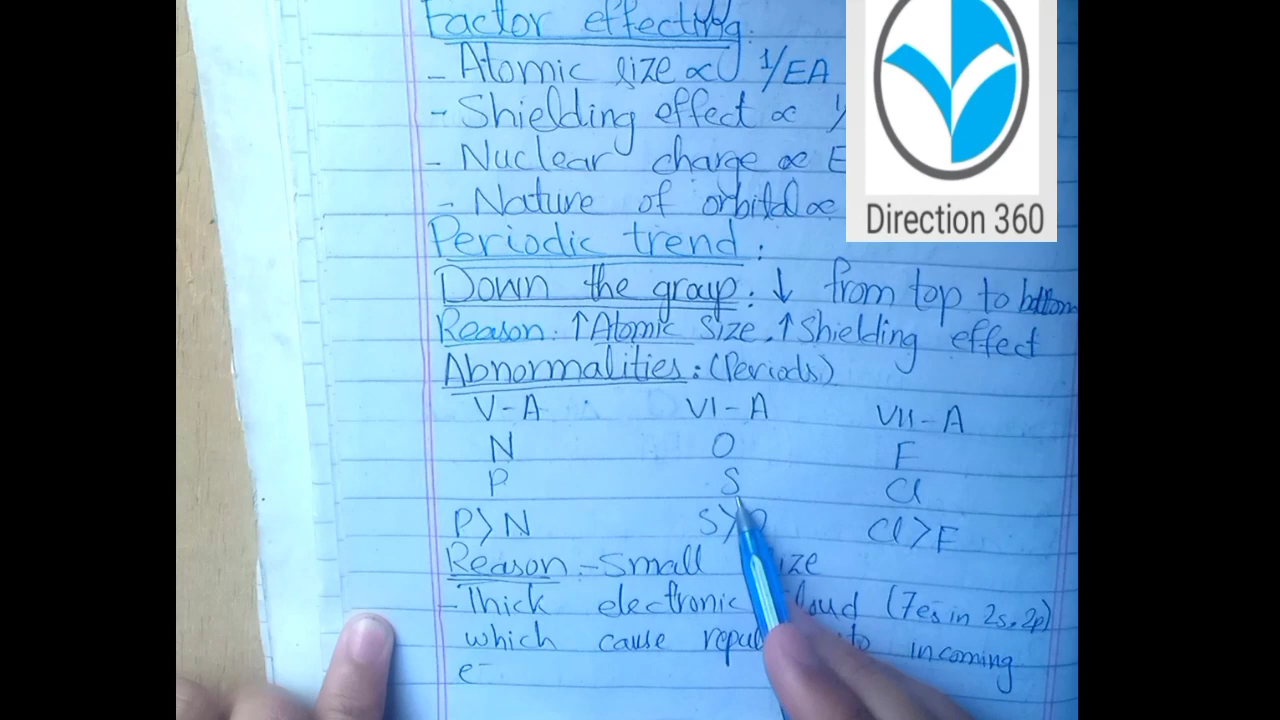 Factor effecting
- Atomic size ∝ 1/EA
- Shielding effect ∝
- Nuclear charge ∝ E
- Nature of orbital ∝
Direction 360
Periodic trend:
Down the group: ↓ from top to bottom
Reason: ↑Atomic Size, ↑Shielding effect
Abnormalities: (Periods)
V-A VI-A VII-A
N O F
P S Cl
P>N S> Cl>F
Reason - Small
- Thick electronic (7es in 2s,2p)
which cause incoming
e⁻